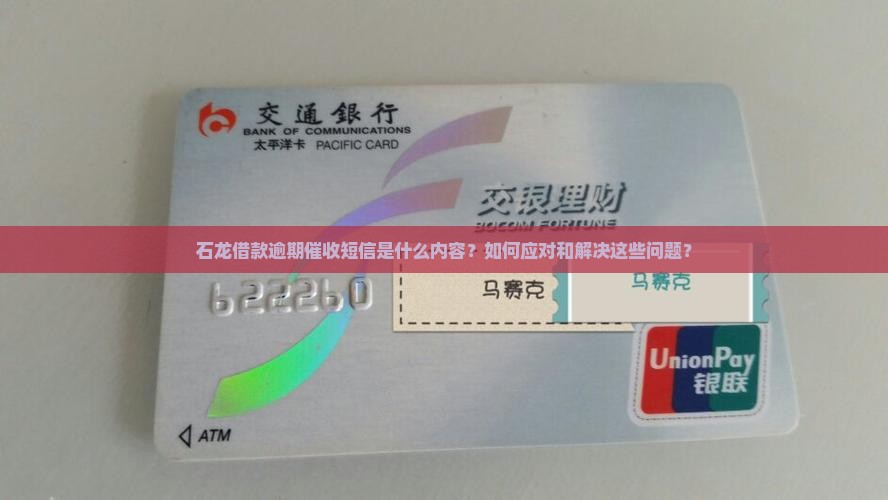 交通銀行
BANK OF COMMUNICATIONS
太平洋卡 PACIFIC CARD
交银理财
BOCOM FORTUNE
石龙借款逾期催收短信是什么内容？如何应对和解决这些问题？
622260
马赛克
马赛克
UnionPay
银联
ATM